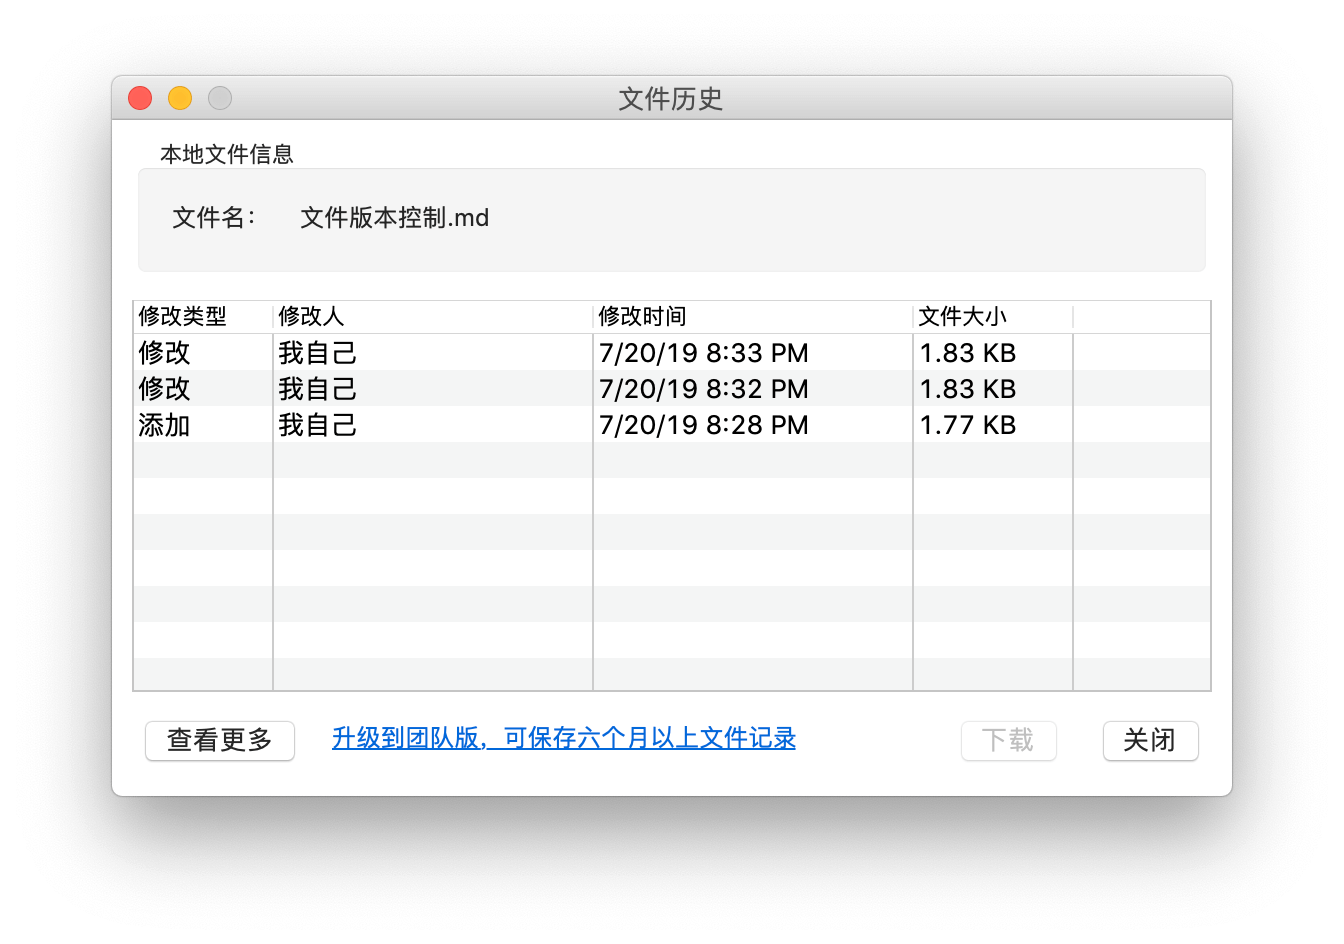 文件历史
本地文件信息
文件名： 文件版本控制.md
修改类型 修改人 修改时间 文件大小
修改 我自己 7/20/19 8:33 PM 1.83 KB
修改 我自己 7/20/19 8:32 PM 1.83 KB
添加 我自己 7/20/19 8:28 PM 1.77 KB
查看更多 升级到团队版，可保存六个月以上文件记录 下载 关闭